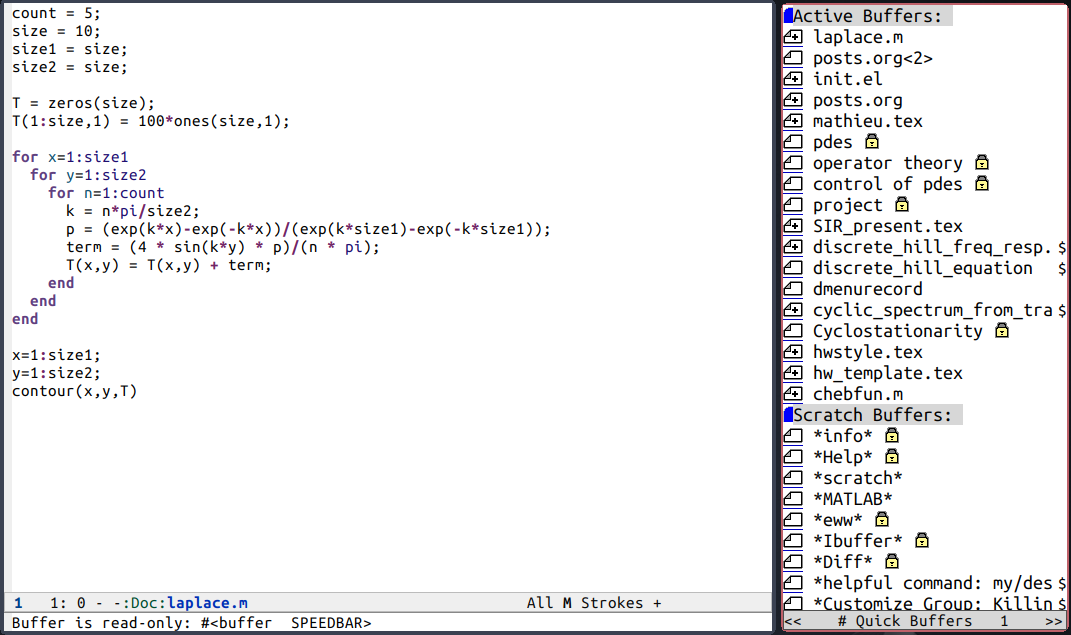 count = 5;
size = 10;
size1 = size;
size2 = size;
T = zeros(size);
T(1:size,1) = 100*ones(size,1);
for x=1:size1
for y=1:size2
for n=1:count
k = n*pi/size2;
p = (exp(k*x)-exp(-k*x))/(exp(k*size1)-exp(-k*size1));
term = (4 * sin(k*y) * p)/(n * pi);
T(x,y) = T(x,y) + term;
end
end
end
x=1:size1;
y=1:size2;
contour(x,y,T)
1 1: 0 - -:Doc:laplace.m All M Strokes +
Buffer is read-only: #<buffer  SPEEDBAR>
Active Buffers:
laplace.m
posts.org<2>
init.el
posts.org
mathieu.tex
pdes
operator theory
control of pdes
project
SIR_present.tex
discrete_hill_freq_resp.$
discrete_hill_equation $
dmenurecord
cyclic_spectrum_from_tra$
Cyclostationarity
hwstyle.tex
hw_template.tex
chebfun.m
Scratch Buffers:
*info*
*Help*
*scratch*
*MATLAB*
*eww*
*Ibuffer*
*Diff*
*helpful command: my/des$
*Customize Group: Killin$
<< # Quick Buffers 1 >>